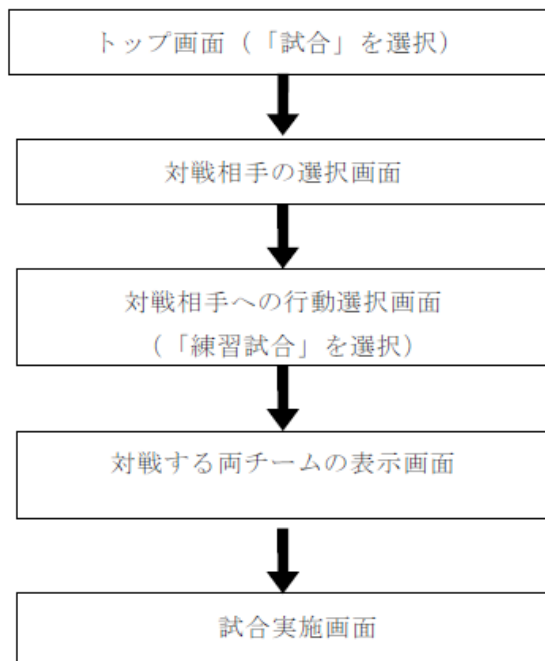 トップ画面（「試合」を選択）
対戦相手の選択画面
対戦相手への行動選択画面
（「練習試合」を選択）
対戦する両チームの表示画面
試合実施画面